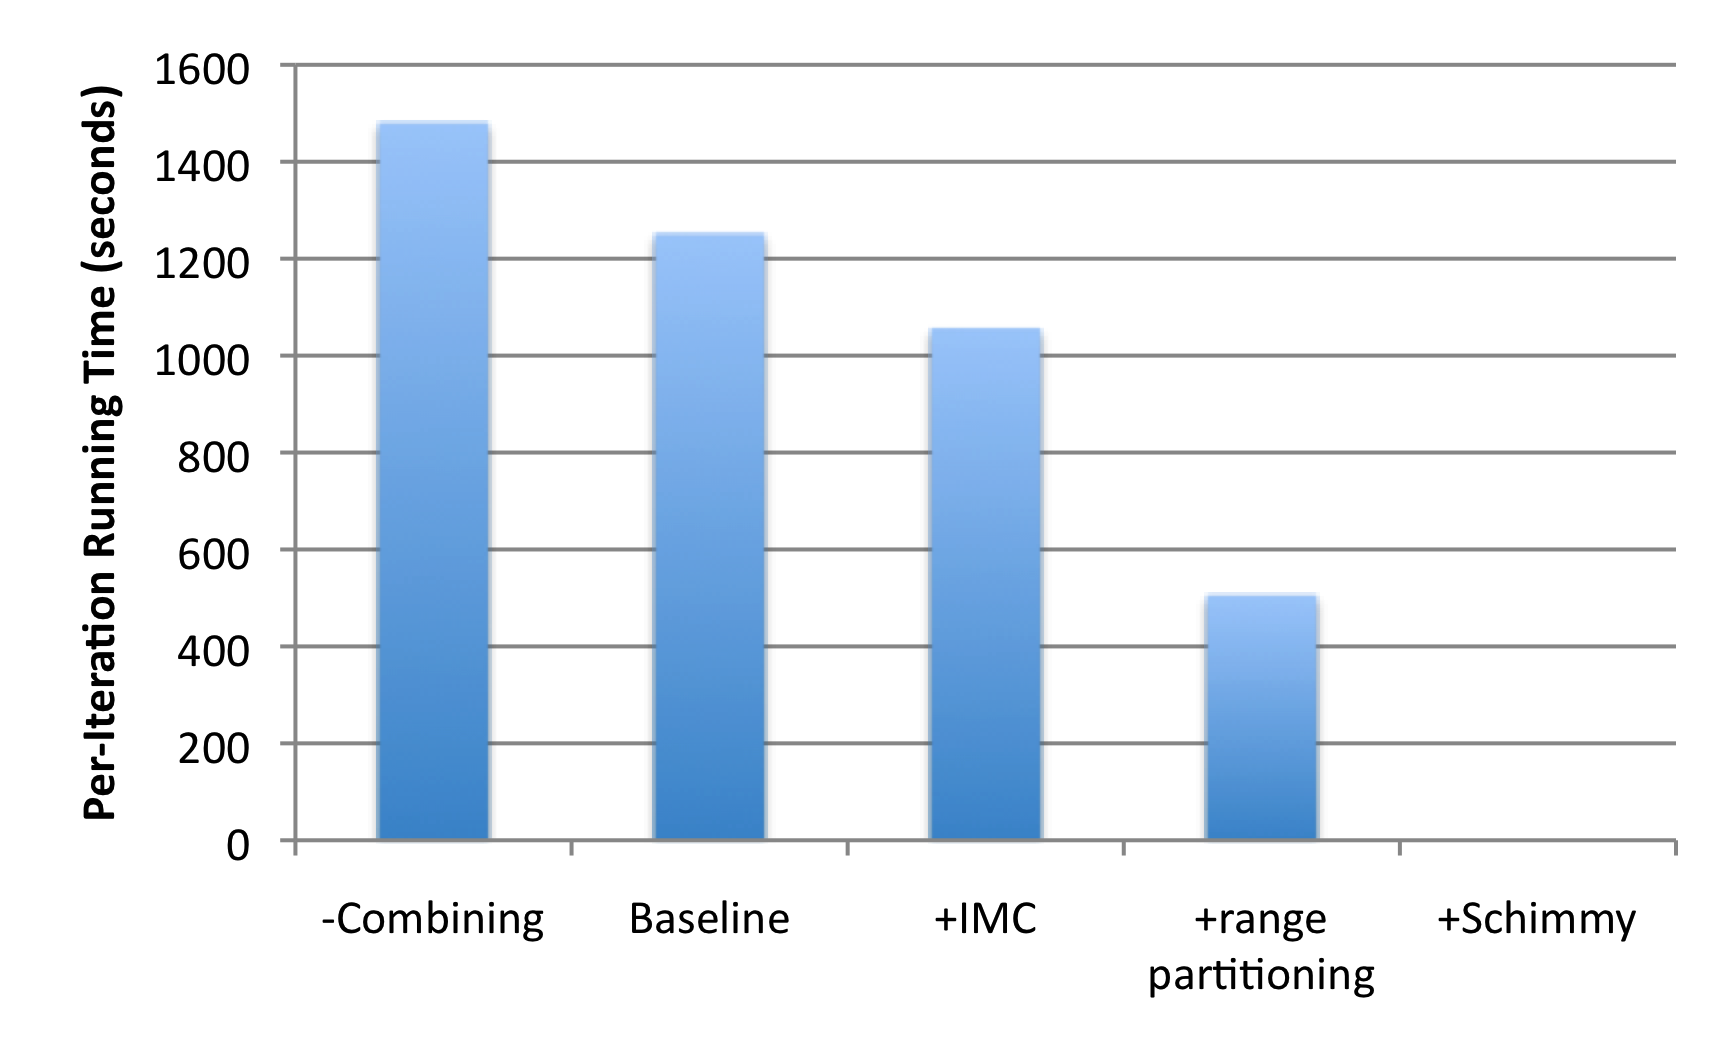 Per-Iteration Running Time (seconds)
1600
1400
1200
1000
800
600
400
200
0
-Combining
Baseline
+IMC
+range
partitioning
+Schimmy